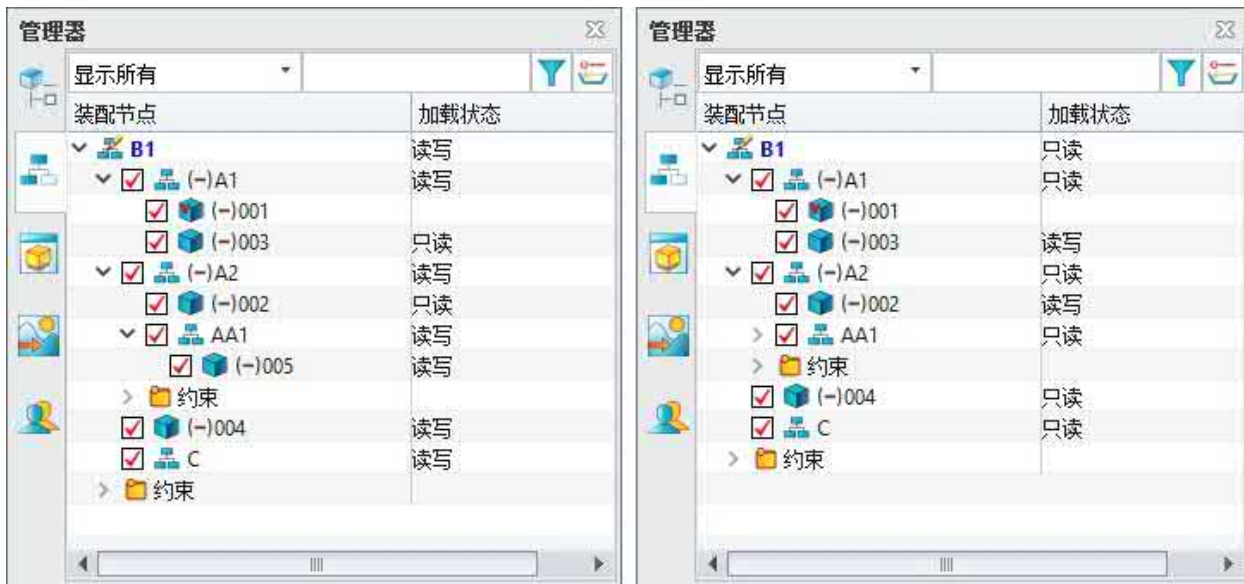 管理器
显示所有
装配节点 加载状态
B1 读写
(-)A1 读写
(-)001
(-)003 只读
(-)A2 读写
(-)002 只读
AA1 读写
(-)005 读写
约束
(-)004 读写
C 读写
约束
管理器
显示所有
装配节点 加载状态
B1 只读
(-)A1 只读
(-)001
(-)003 读写
(-)A2 只读
(-)002 读写
AA1 只读
约束
(-)004 只读
C 只读
约束